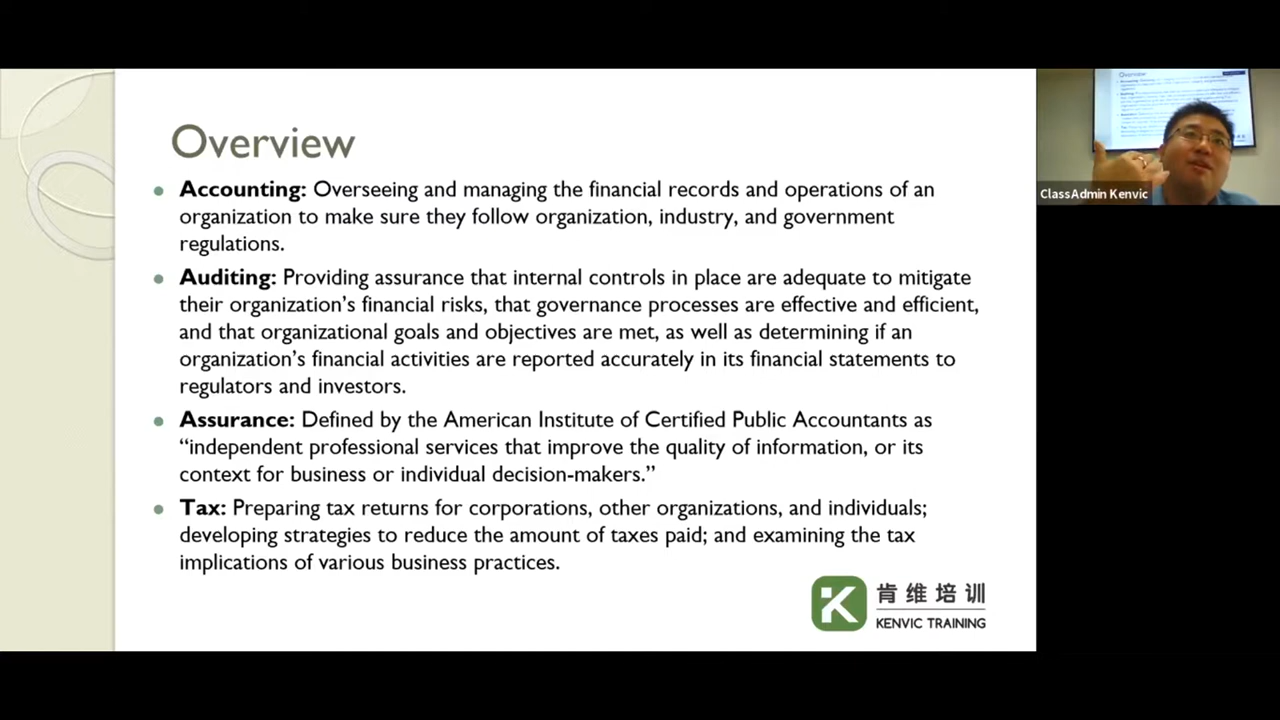 Overview
Accounting: Overseeing and managing the financial records and operations of an
organization to make sure they follow organization, industry, and government
regulations.
Auditing: Providing assurance that internal controls in place are adequate to mitigate
their organization’s financial risks, that governance processes are effective and efficient,
and that organizational goals and objectives are met, as well as determining if an
organization’s financial activities are reported accurately in its financial statements to
regulators and investors.
Assurance: Defined by the American Institute of Certified Public Accountants as
“independent professional services that improve the quality of information, or its
context for business or individual decision-makers.”
Tax: Preparing tax returns for corporations, other organizations, and individuals;
developing strategies to reduce the amount of taxes paid; and examining the tax
implications of various business practices.
肯维培训
KENVIC TRAINING
Overview
ClassAdmin Kenvic